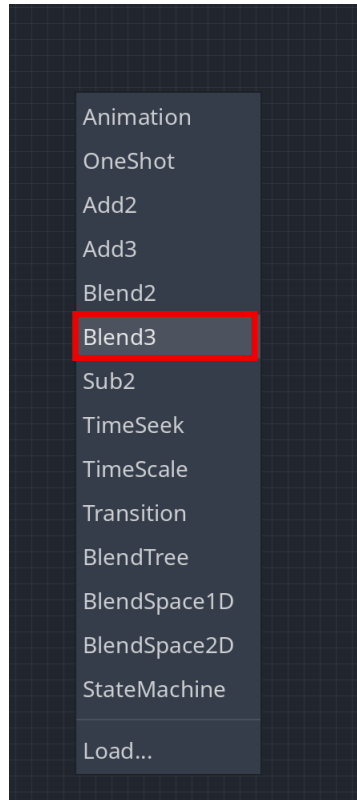 Animation
OneShot
Add2
Add3
Blend2
Blend3
Sub2
TimeSeek
TimeScale
Transition
BlendTree
BlendSpace1D
BlendSpace2D
StateMachine
Load...